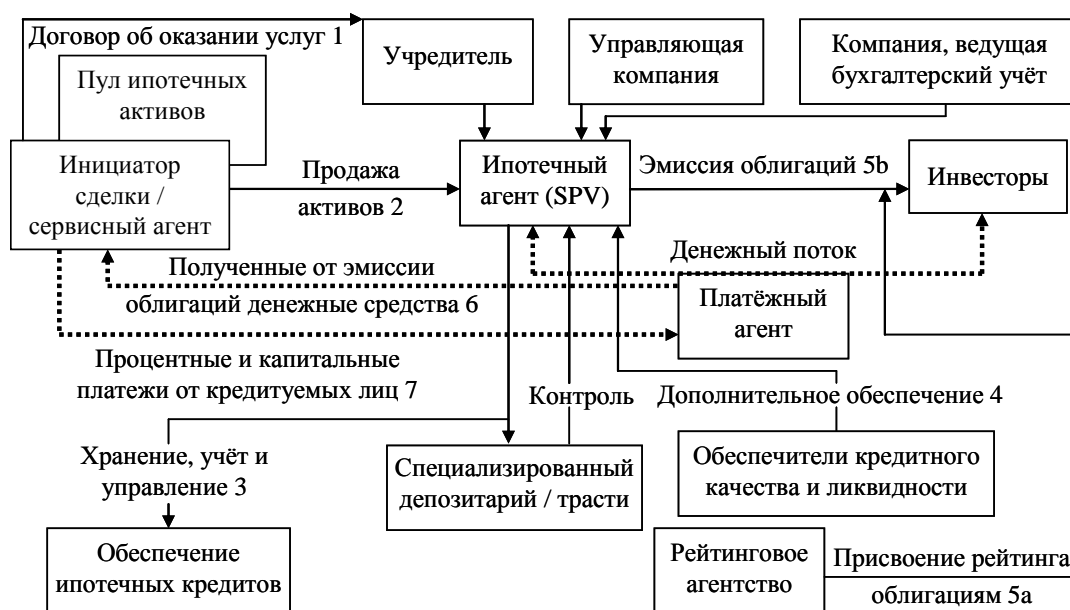 Договор об оказании услуг 1
Учредитель
Управляющая
компания
Компания, ведущая
бухгалтерский учёт
Пул ипотечных
активов
Инициатор
сделки /
сервисный агент
Продажа
активов 2
Ипотечный
агент (SPV)
Эмиссия облигаций 5b
Инвесторы
Денежный поток
Полученные от эмиссии
облигаций денежные средства 6
Платёжный
агент
Процентные и капитальные
платежи от кредитуемых лиц 7
Контроль
Дополнительное обеспечение 4
Хранение, учёт и
управление 3
Специализированный
депозитарий / трасти
Обеспечители кредитного
качества и ликвидности
Обеспечение
ипотечных кредитов
Рейтинговое
агентство
Присвоение рейтинга
облигациям 5a